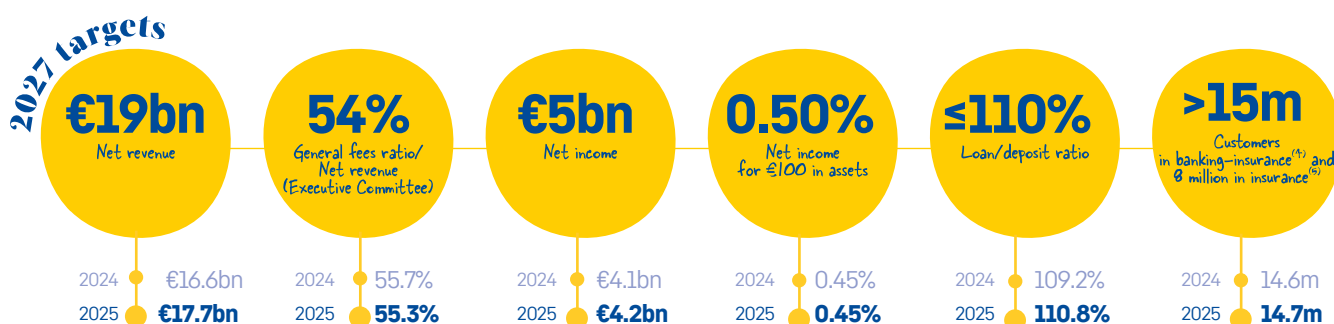 2027 targets
€19bn
Net revenue
2024 €16.6bn
2025 €17.7bn
54%
General fees ratio/
Net revenue
(Executive Committee)
2024 55.7%
2025 55.3%
€5bn
Net income
2024 €4.1bn
2025 €4.2bn
0.50%
Net income
for €100 in assets
2024 0.45%
2025 0.45%
≤110%
Loan/deposit ratio
2024 109.2%
2025 110.8%
>15m
Customers
in banking-insurance(4) and
8 million in insurance(5)
2024 14.6m
2025 14.7m